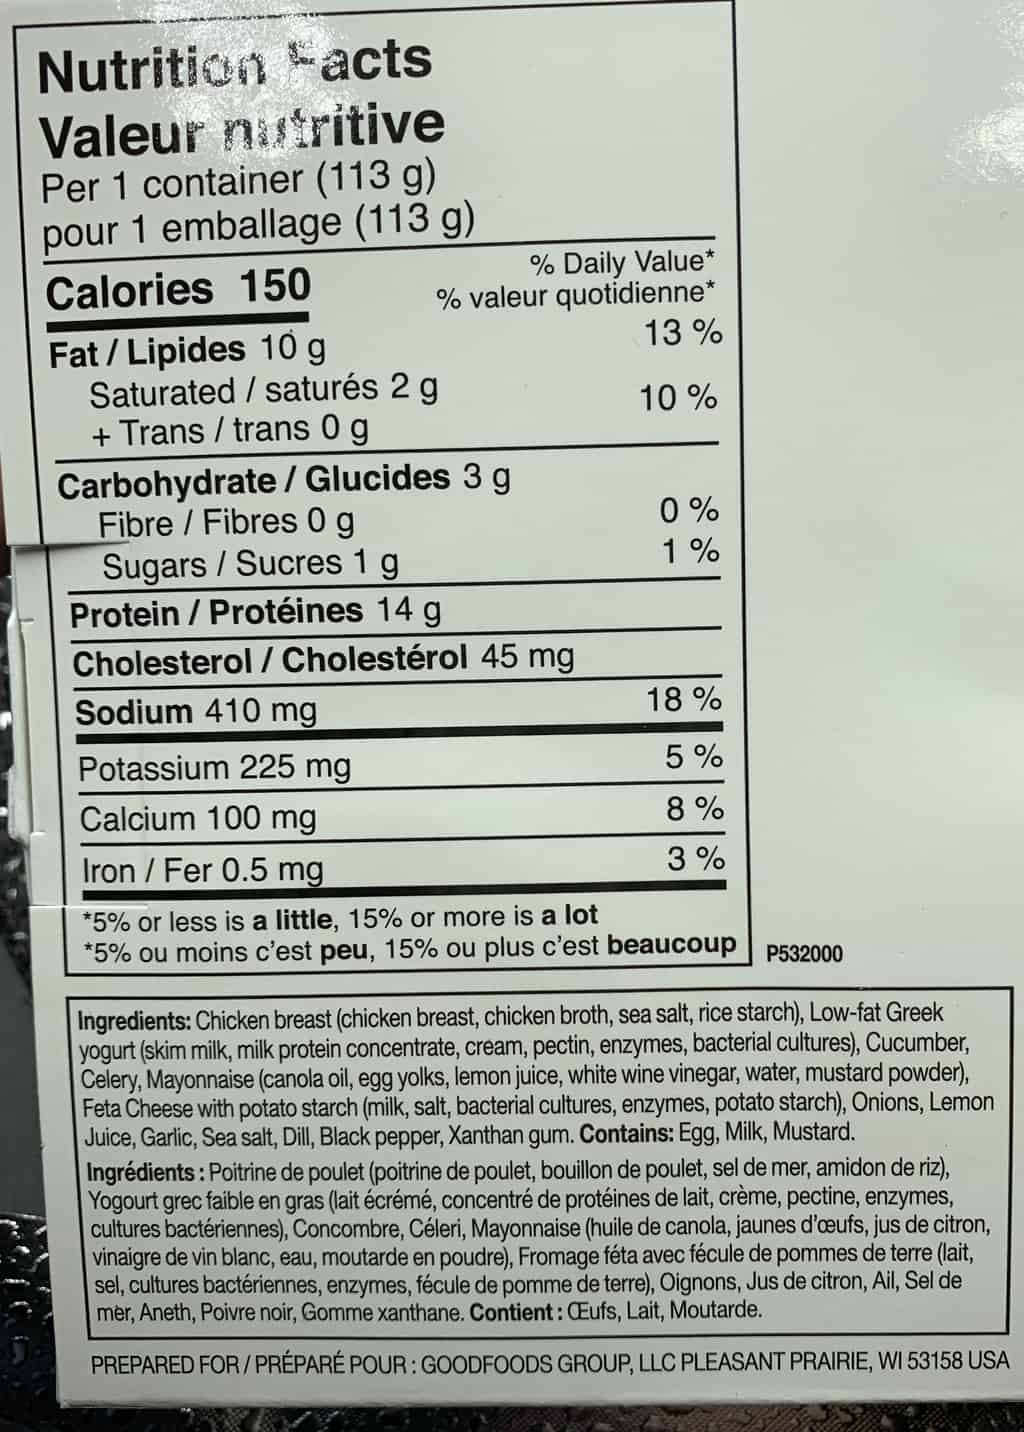 Nutrition Facts
Valeur nutritive
Per 1 container (113 g)
pour 1 emballage (113 g)
Calories 150
% Daily Value*
% valeur quotidienne*
Fat / Lipides 10 g 13 %
Saturated / saturés 2 g
+ Trans / trans 0 g 10 %
Carbohydrate / Glucides 3 g
Fibre / Fibres 0 g 0 %
Sugars / Sucres 1 g 1 %
Protein / Protéines 14 g
Cholesterol / Cholestérol 45 mg
Sodium 410 mg 18 %
Potassium 225 mg 5 %
Calcium 100 mg 8 %
Iron / Fer 0.5 mg 3 %
*5% or less is a little, 15% or more is a lot
*5% ou moins c'est peu, 15% ou plus c'est beaucoup
P532000
Ingredients: Chicken breast (chicken breast, chicken broth, sea salt, rice starch), Low-fat Greek
yogurt (skim milk, milk protein concentrate, cream, pectin, enzymes, bacterial cultures), Cucumber,
Celery, Mayonnaise (canola oil, egg yolks, lemon juice, white wine vinegar, water, mustard powder),
Feta Cheese with potato starch (milk, salt, bacterial cultures, enzymes, potato starch), Onions, Lemon
Juice, Garlic, Sea salt, Dill, Black pepper, Xanthan gum. Contains: Egg, Milk, Mustard.
Ingrédients : Poitrine de poulet (poitrine de poulet, bouillon de poulet, sel de mer, amidon de riz),
Yogourt grec faible en gras (lait écrémé, concentré de protéines de lait, crème, pectine, enzymes,
cultures bactériennes), Concombre, Céleri, Mayonnaise (huile de canola, jaunes d'œufs, jus de citron,
vinaigre de vin blanc, eau, moutarde en poudre), Fromage féta avec fécule de pommes de terre (lait,
sel, cultures bactériennes, enzymes, fécule de pomme de terre), Oignons, Jus de citron, Ail, Sel de
mer, Aneth, Poivre noir, Gomme xanthane. Contient : Œufs, Lait, Moutarde.
PREPARED FOR / PRÉPARÉ POUR : GOODFOODS GROUP, LLC PLEASANT PRAIRIE, WI 53158 USA